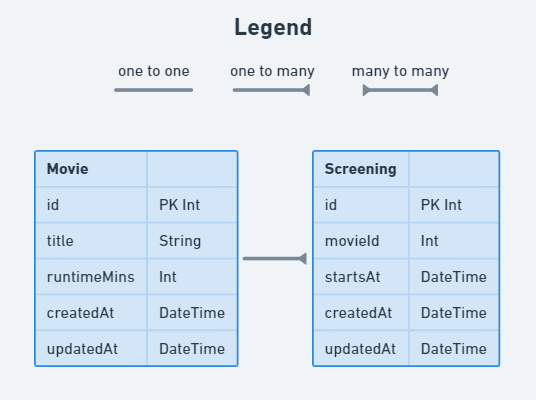 Legend
one to one
one to many
many to many
Movie
id PK Int
title String
runtimeMins Int
createdAt DateTime
updatedAt DateTime
Screening
id PK Int
movieId Int
startsAt DateTime
createdAt DateTime
updatedAt DateTime